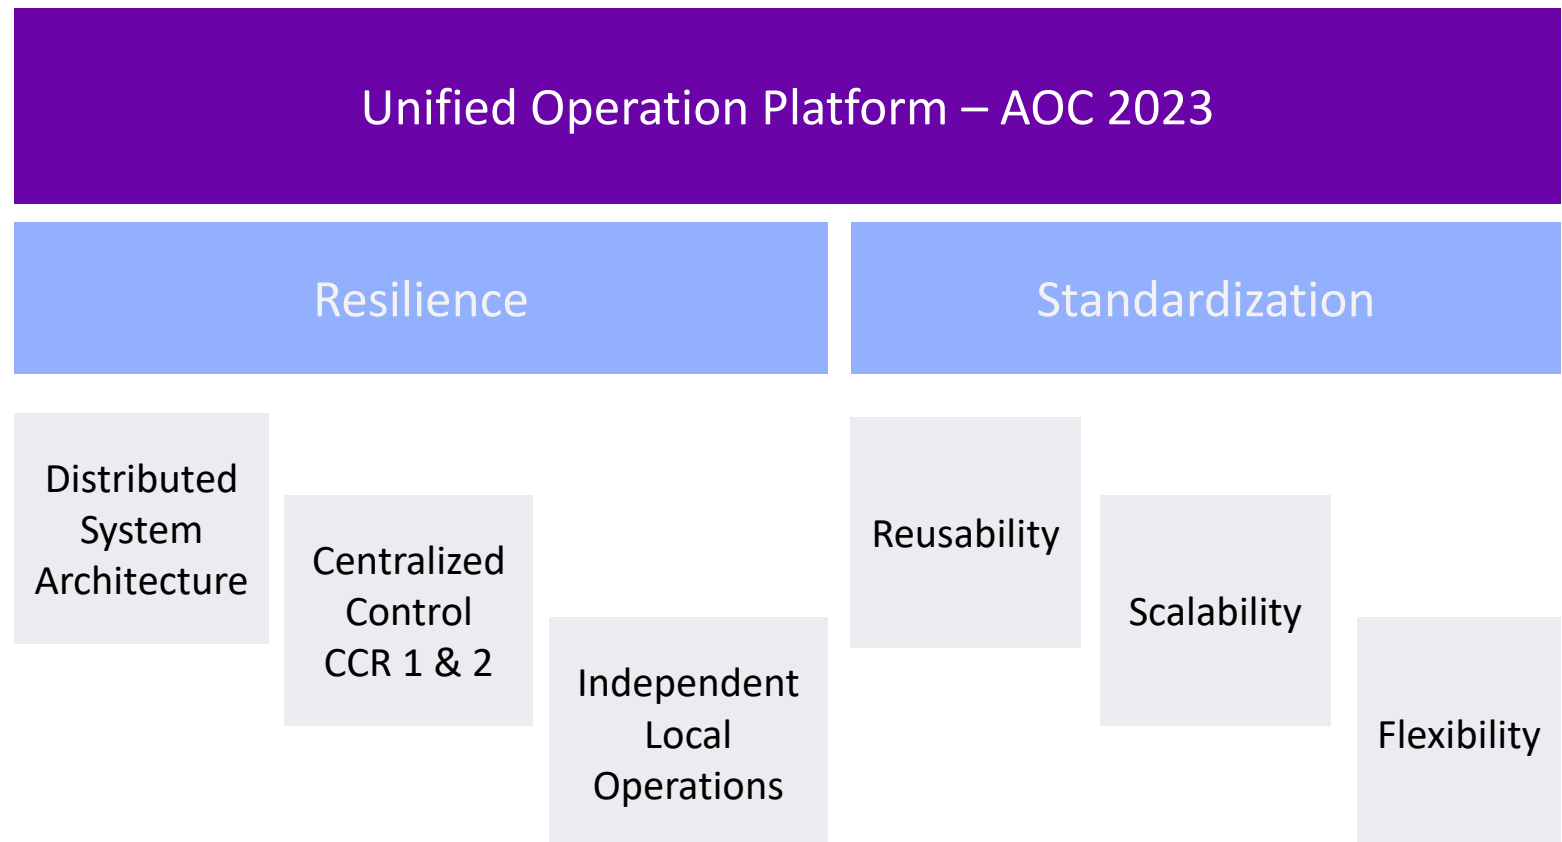 Unified Operation Platform – AOC 2023
Resilience
Standardization
Distributed
System
Architecture
Centralized
Control
CCR 1 & 2
Independent
Local
Operations
Reusability
Scalability
Flexibility